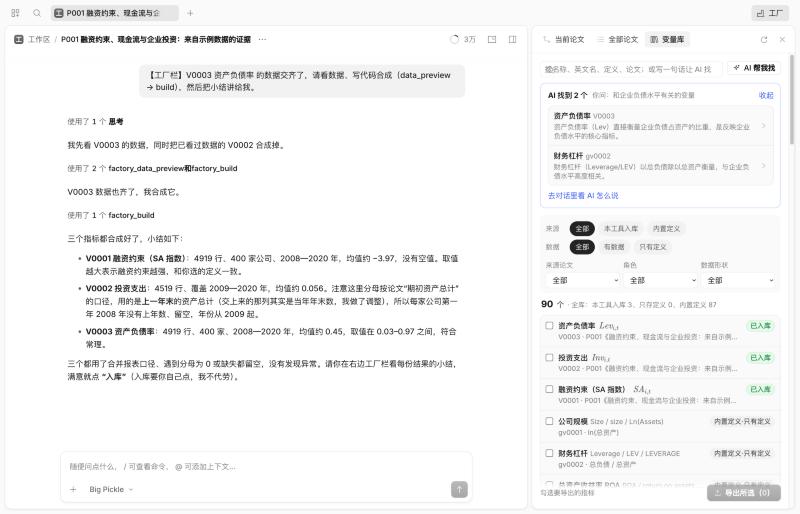 P001 融资约束、现金流与企
工厂
工作区 / P001 融资约束、现金流与企业投资：来自示例数据的证据 ···
3万
【工厂栏】V0003 资产负债率 的数据交齐了，请看数据、写代码合成（data_preview
→ build），然后把小结讲给我。
使用了 1 个 思考
我先看 V0003 的数据，同时把已看过数据的 V0002 合成掉。
使用了 2 个 factory_data_preview和factory_build
V0003 数据也齐了，我合成它。
使用了 1 个 factory_build
三个指标都合成好了，小结如下：
• V0001 融资约束（SA 指数）：4919 行、400 家公司、2008—2020 年，均值约 −3.97，没有空值。取值
越大表示融资约束越强、和你选的定义一致。
• V0002 投资支出：4519 行、覆盖 2009—2020 年，均值约 0.056。注意这里分母按论文“期初资产总计”
的口径，用的是上一年末的资产总计（交上来的那列其实是当年年末数，我做了调整），所以每家公司第一
年 2008 年没有上年数、留空，年份从 2009 起。
• V0003 资产负债率：4919 行、400 家、2008—2020 年，均值约 0.45，取值在 0.03–0.97 之间，符合
常理。
三个都用了合并报表口径、遇到分母为 0 或缺失都留空，没有发现异常。请你在右边工厂栏看每份结果的小结，
满意就点 “入库”（入库要你自己点，我不代劳）。
随便问点什么， / 可查看命令， @ 可添加上下文...
Big Pickle
当前论文
全部论文
变量库
名称、英文名、定义、论文；或写一句话让 AI 找
AI 帮我找
AI 找到 2 个 你问：和企业负债水平有关的变量
收起
资产负债率 V0003
资产负债率（Lev）直接衡量企业负债占资产的比重，是反映企
业负债水平的核心指标。
财务杠杆 gv0002
财务杠杆（Leverage/LEV）以总负债除以总资产衡量，与企业负
债水平高度相关。
去对话里看 AI 怎么说
来源 全部 本工具入库 内置定义
数据 全部 有数据 只有定义
来源论文 角色 数据形状
全部 全部 全部
90 个 · 全库：本工具入库 3、只存定义 0、内置定义 87
资产负债率 Lev i,t 已入库
V0003 · P001《融资约束、现金流与企业投资：来自示例...
投资支出 Inv i,t 已入库
V0002 · P001《融资约束、现金流与企业投资：来自示例...
融资约束（SA 指数） SA i,t 已入库
V0001 · P001《融资约束、现金流与企业投资：来自示例...
公司规模 Size / size / Ln(Assets) 内置定义·只有定义
gv0001 · ln(总资产)
财务杠杆 Leverage / LEV / LEVERAGE 内置定义·只有定义
gv0002 · 总负债 / 总资产
总资产收益率 ROA ROA / return on assets
勾选要导出的指标
导出所选（0）